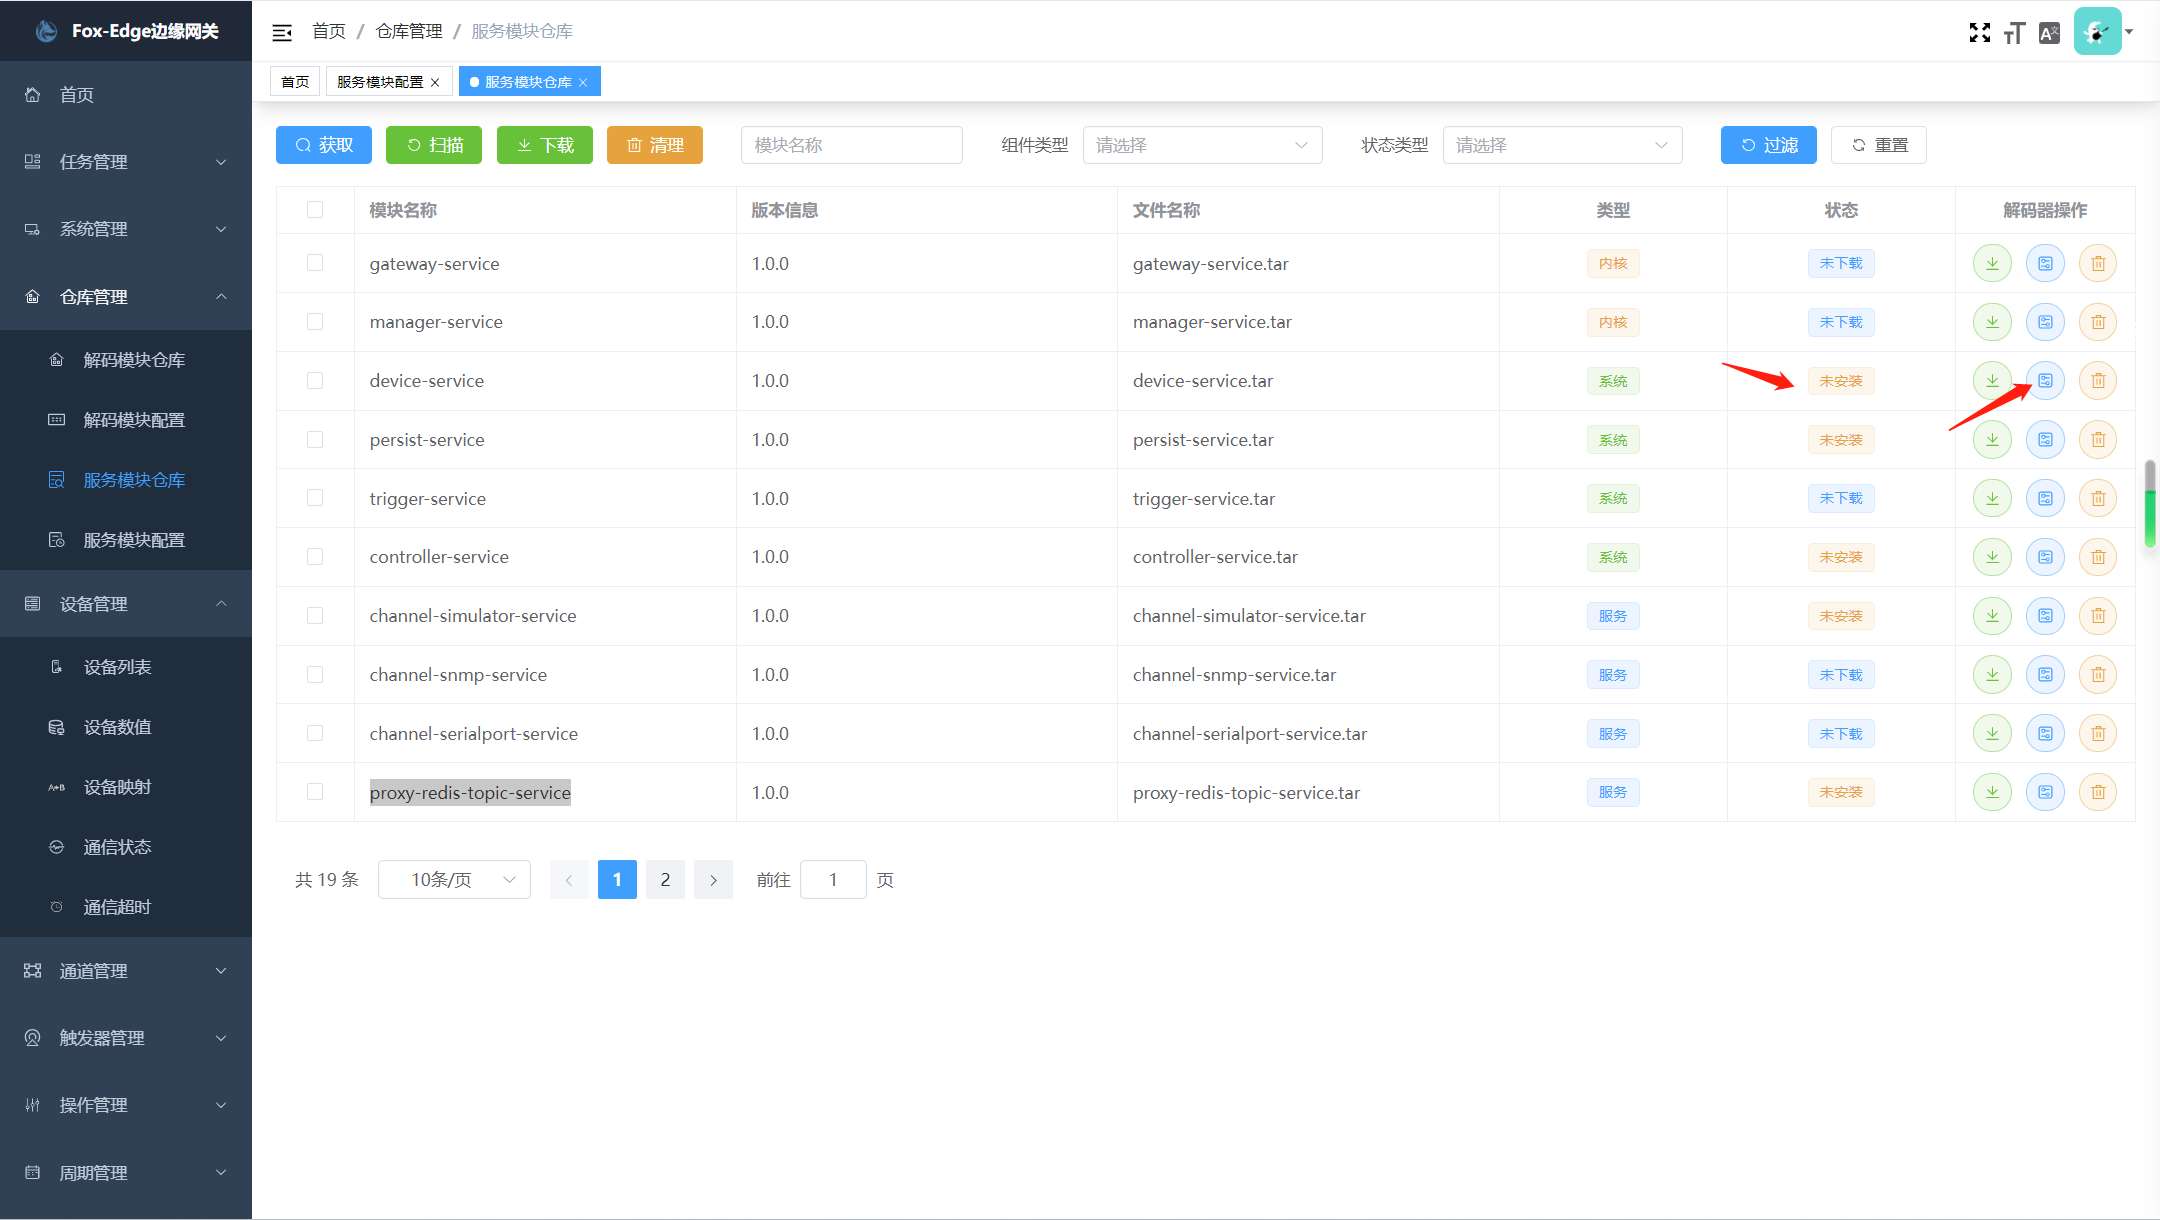 Fox-Edge边缘网关
首页 / 仓库管理 / 服务模块仓库
首页 服务模块配置 × 服务模块仓库 ×
首页
任务管理
系统管理
仓库管理
解码模块仓库
解码模块配置
服务模块仓库
服务模块配置
设备管理
设备列表
设备数值
A+B 设备映射
通信状态
通信超时
通道管理
触发器管理
操作管理
周期管理
获取 扫描 下载 清理 模块名称 组件类型 请选择 状态类型 请选择 过滤 重置
模块名称 版本信息 文件名称 类型 状态 解码器操作
gateway-service 1.0.0 gateway-service.tar 内核 未下载
manager-service 1.0.0 manager-service.tar 内核 未下载
device-service 1.0.0 device-service.tar 系统 未安装
persist-service 1.0.0 persist-service.tar 系统 未安装
trigger-service 1.0.0 trigger-service.tar 系统 未下载
controller-service 1.0.0 controller-service.tar 系统 未安装
channel-simulator-service 1.0.0 channel-simulator-service.tar 服务 未安装
channel-snmp-service 1.0.0 channel-snmp-service.tar 服务 未下载
channel-serialport-service 1.0.0 channel-serialport-service.tar 服务 未下载
proxy-redis-topic-service 1.0.0 proxy-redis-topic-service.tar 服务 未安装
共 19 条 10条/页 1 2 前往 1 页